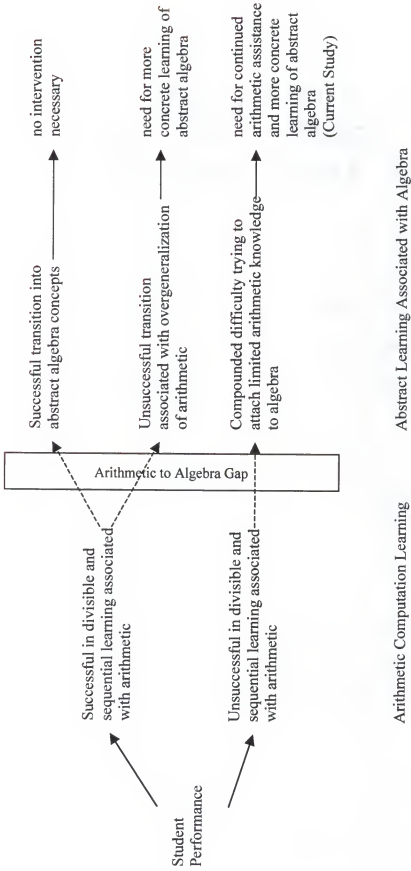 Student
Performance
Successful in divisible and
sequential learning associated
with arithmetic
Unsuccessful in divisible and
sequential learning associated
with arithmetic
Arithmetic to Algebra Gap
Successful transition into
abstract algebra concepts
Unsuccessful transition
associated with overgeneralization
of arithmetic
Compounded difficulty trying to
attach limited arithmetic knowledge
to algebra
no intervention
necessary
need for more
concrete learning of
abstract algebra
need for continued
arithmetic assistance
and more concrete
learning of abstract
algebra
(Current Study)
Arithmetic Computation Learning
Abstract Learning Associated with Algebra